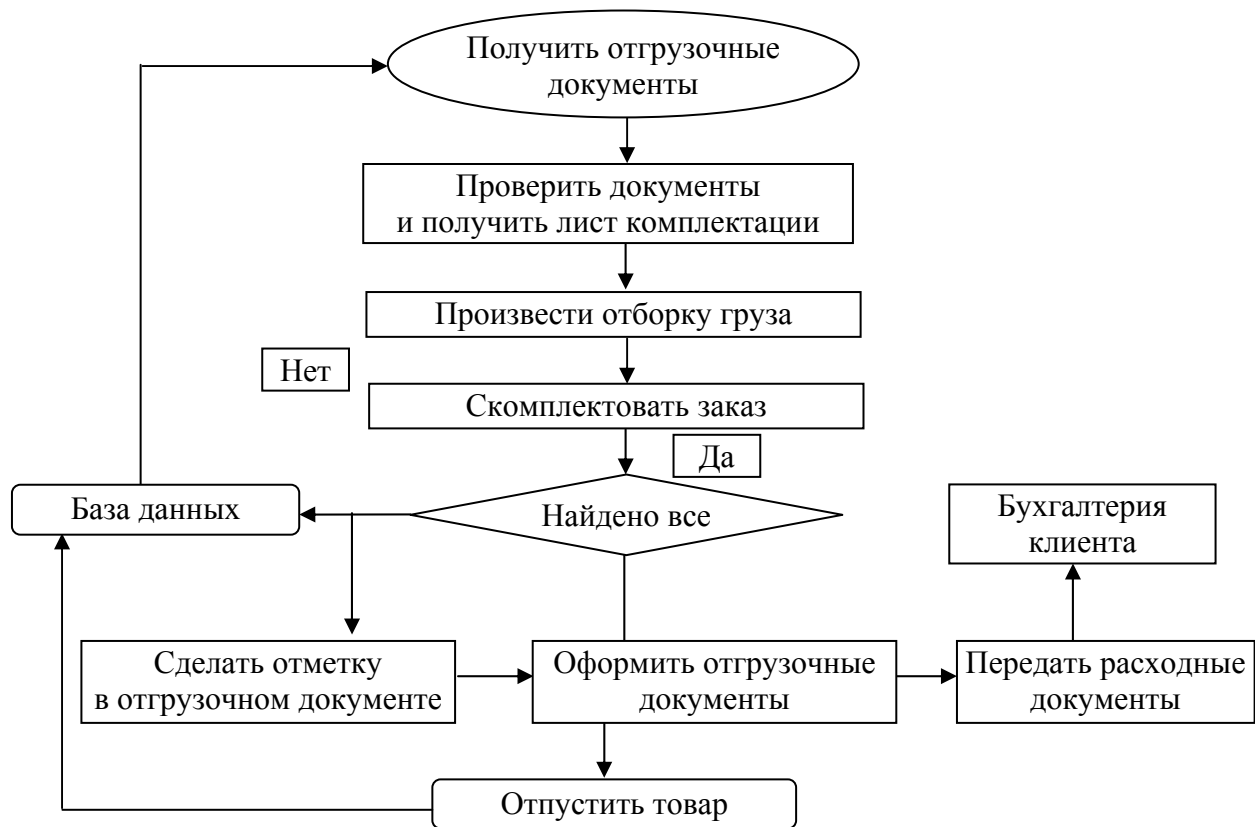 Получить отгрузочные
документы
Проверить документы
и получить лист комплектации
Произвести отборку груза
Нет
Скомплектовать заказ
Да
База данных
Найдено все
Бухгалтерия
клиента
Сделать отметку
в отгрузочном документе
Оформить отгрузочные
документы
Передать расходные
документы
Отпустить товар